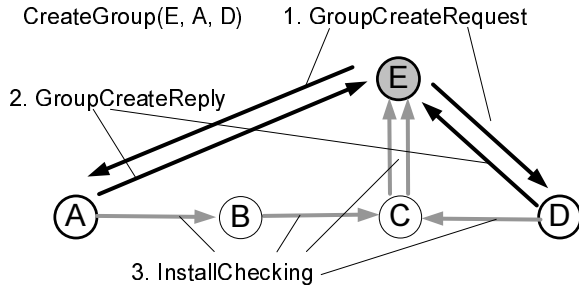 CreateGroup(E, A, D)
1. GroupCreateRequest
E
2. GroupCreateReply
A
B
C
D
3. InstallChecking